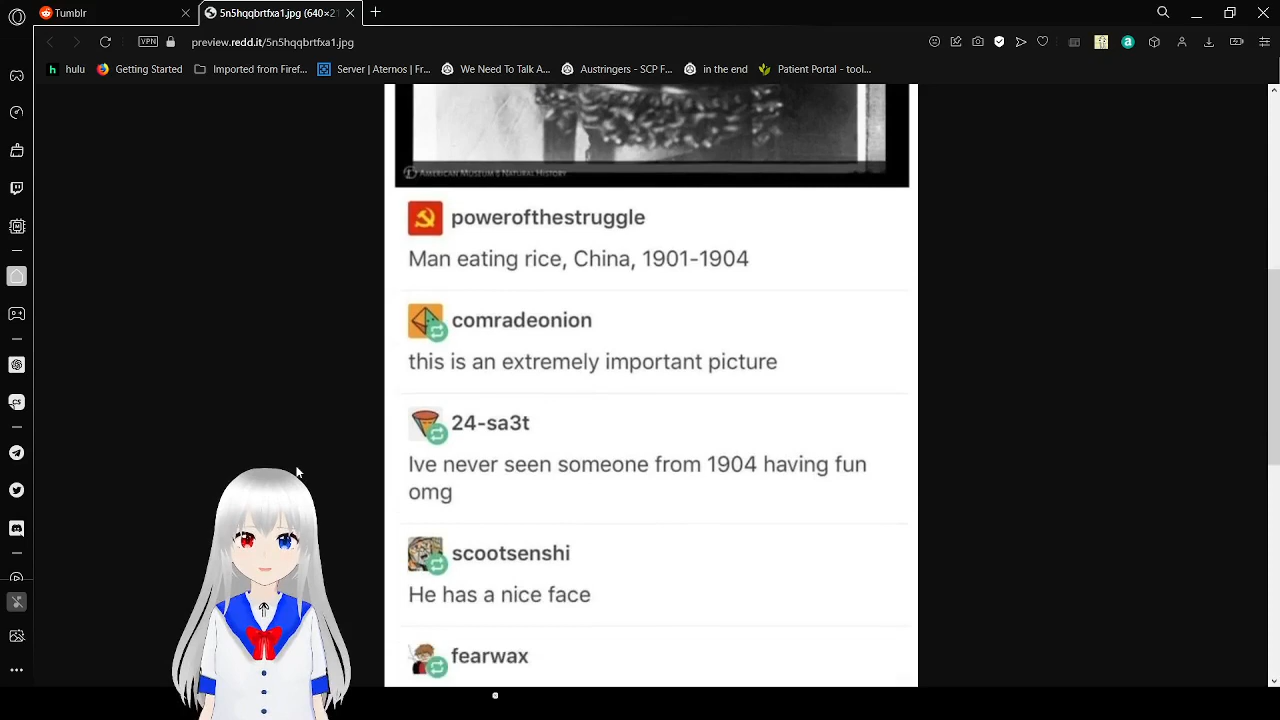 Tumblr
5n5hqqbrtfxa1.jpg (640×21
VPN
preview.redd.it/5n5hqqbrtfxa1.jpg
h hulu
Getting Started
Imported from Firef...
Server | Aternos | Fr...
We Need To Talk A...
Austringers - SCP F...
in the end
Patient Portal - tool...
AMERICAN MUSEUM & NATURAL HISTORY
powerofthestruggle
Man eating rice, China, 1901-1904
comradeonion
this is an extremely important picture
24-sa3t
Ive never seen someone from 1904 having fun
omg
scootsenshi
He has a nice face
fearwax